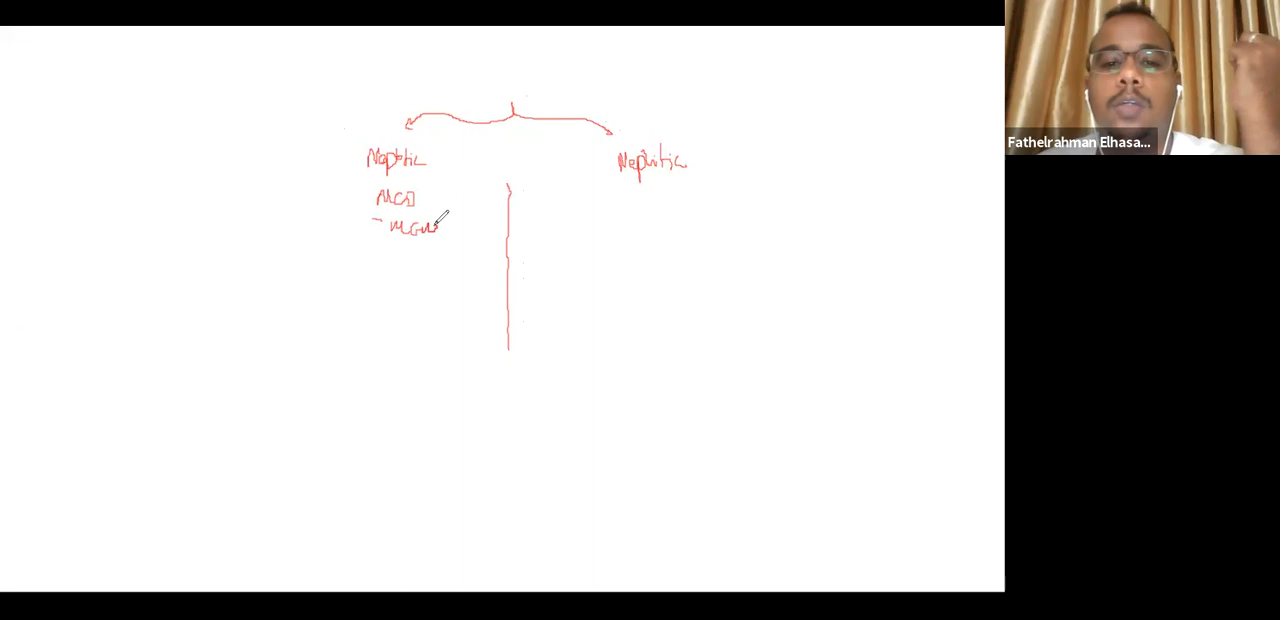 Nephrotic
Nephritic
MCD
- MGN
Fathelrahman Elhasa...